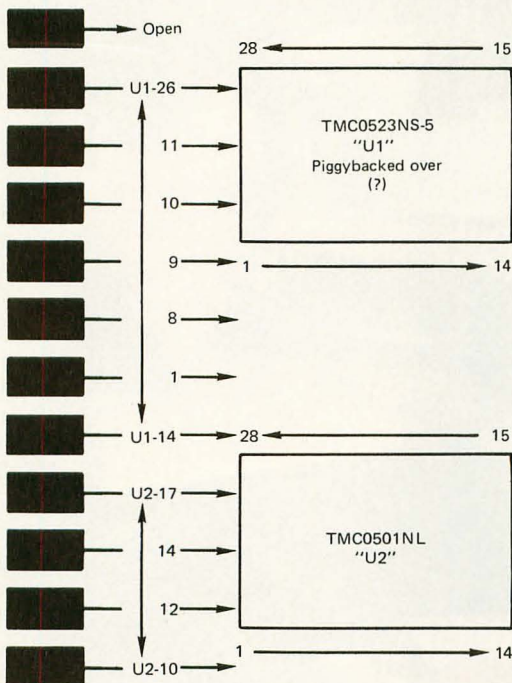 Open
28 15
U1-26
TMC0523NS-5
"U1"
Piggybacked over
(?)
11
10
9
1 14
8
1
U1-14
28 15
U2-17
TMC0501NL
"U2"
14
12
U2-10
1 14